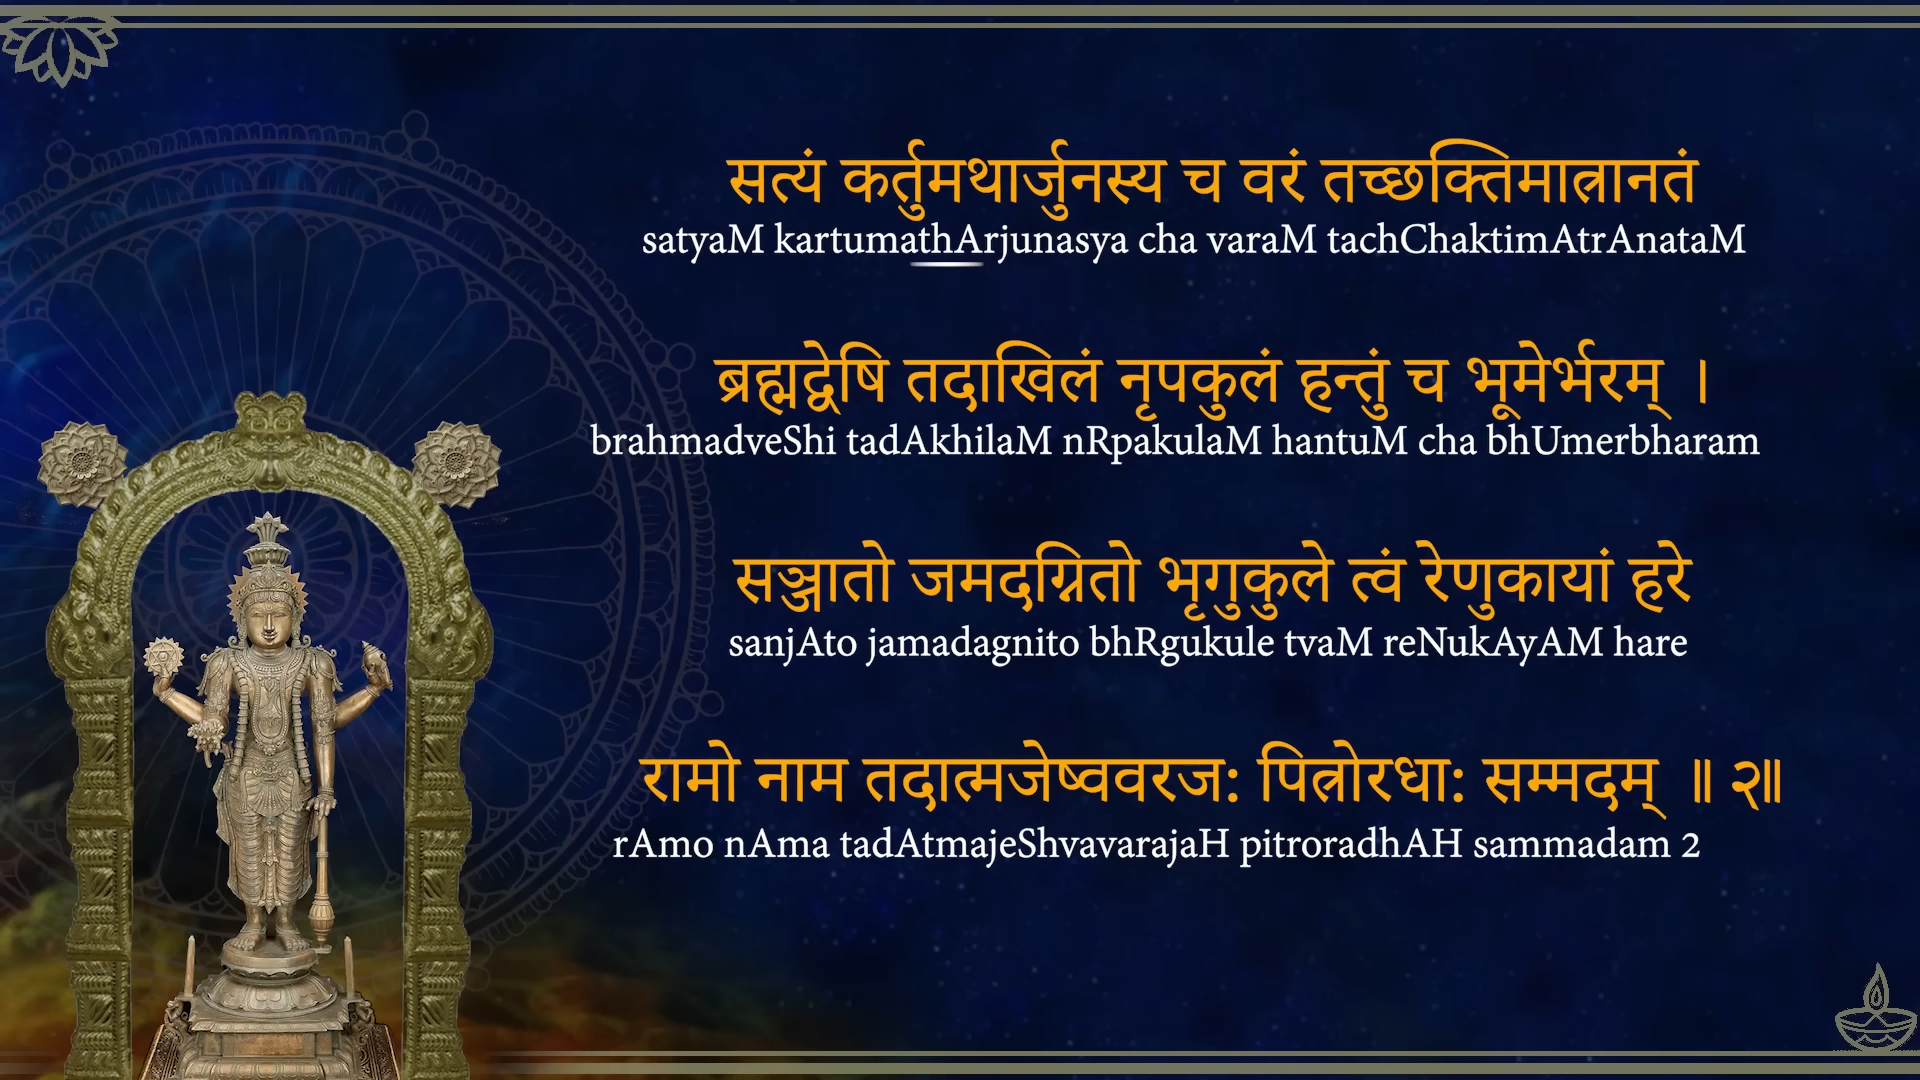 सत्यं कर्तुमथार्जुनस्य च वरं तच्छक्तिमात्रानतं
satyaM kartumathArjunasya cha varaM tachChaktimAtrAnataM
ब्रह्मद्वेषि तदाखिलं नृपकुलं हन्तुं च भूमेर्भरम् ।
brahmadveShi tadAkhilaM nRpakulaM hantuM cha bhUmerbharam
सञ्जातो जमदग्नितो भृगुकुले त्वं रेणुकायां हरे
sanjAto jamadagnito bhRgukule tvaM reNukAyAM hare
रामो नाम तदात्मजेष्ववरजः पित्रोरधाः सम्मदम् ॥ २॥
rAmo nAma tadAtmajeShvavarajaH pitroradhAH sammadam 2